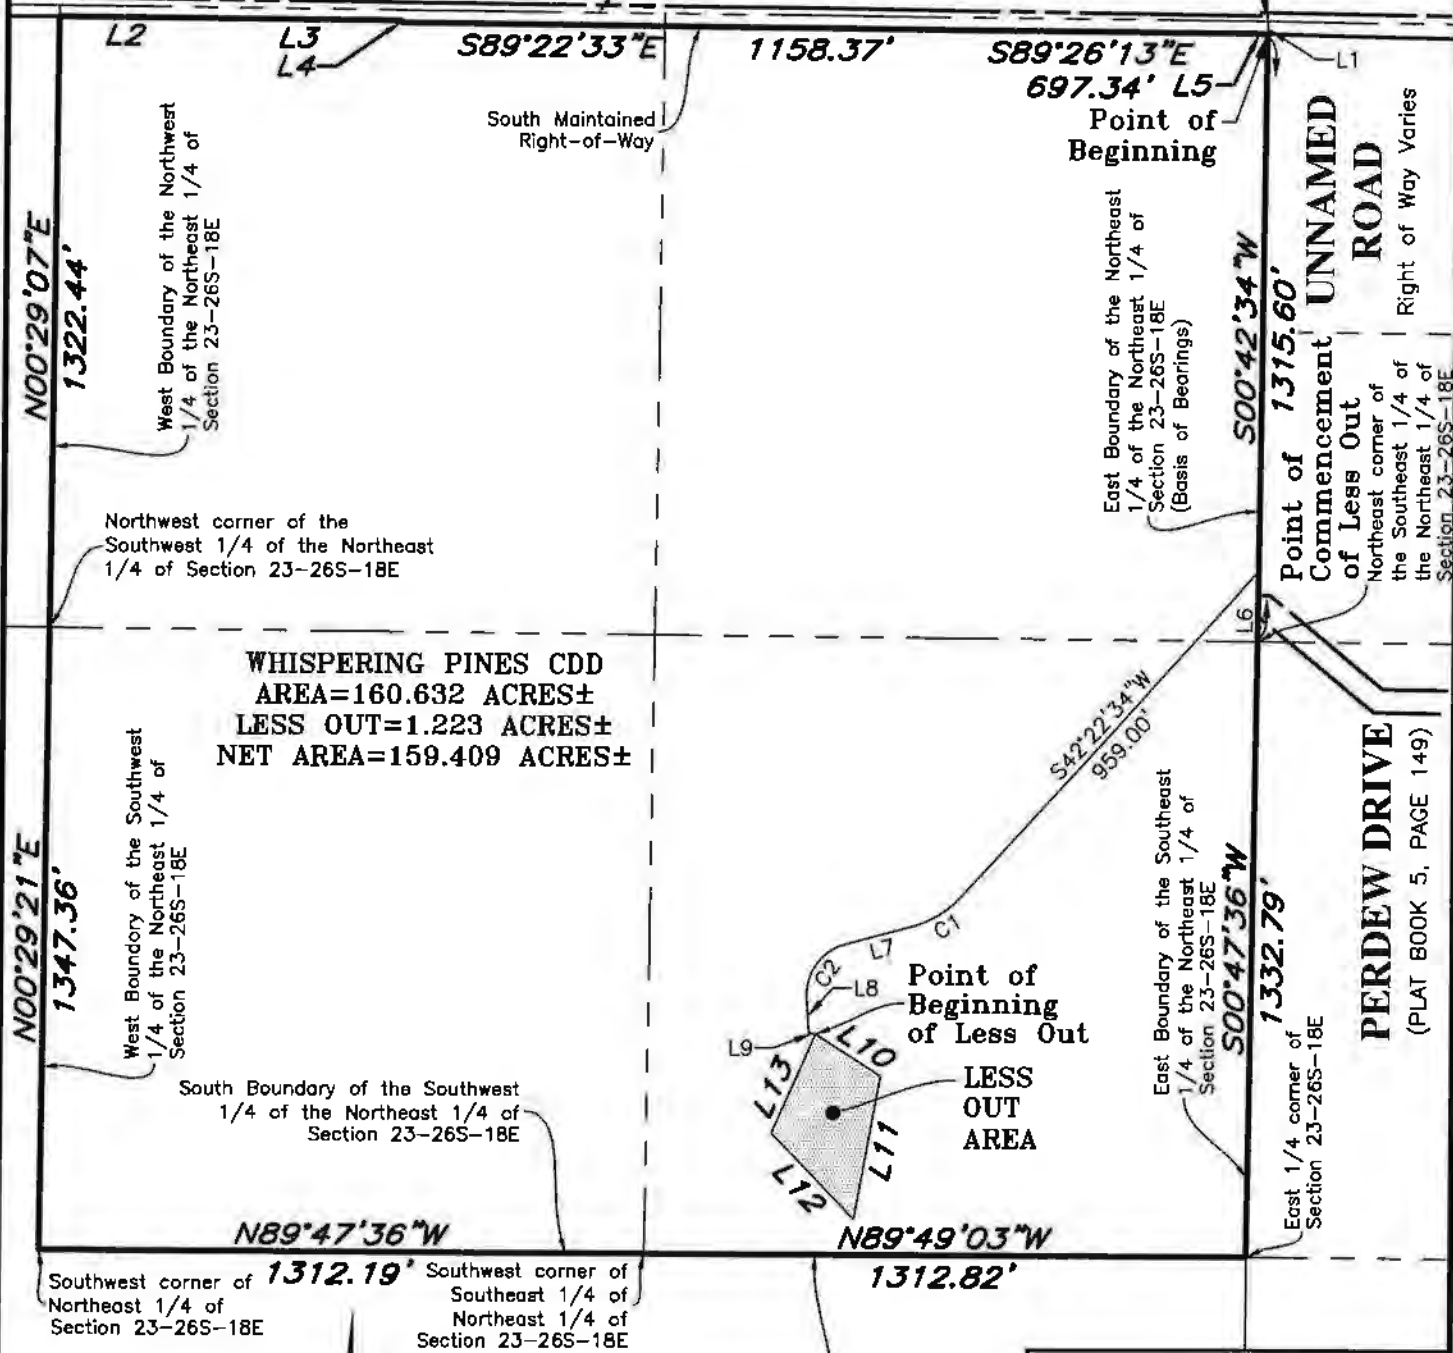 L2
L3
L4
S89°22'33"E
1158.37'
S89°26'13"E
697.34' L5
L1
Point of
Beginning
South Maintained
Right-of-Way
UNNAMED
ROAD
Right of Way Varies
N00°29'07"E
1322.44'
West Boundary of the Northwest
1/4 of the Northeast 1/4 of
Section 23-26S-18E
East Boundary of the Northeast
1/4 of the Northeast 1/4 of
Section 23-26S-18E
(Basis of Bearings)
S00°42'34"W
1315.60'
Point of
Commencement
of Less Out
Northeast corner of
the Southeast 1/4 of
the Northeast 1/4 of
Section 23-26S-18E
Northwest corner of the
Southwest 1/4 of the Northeast
1/4 of Section 23-26S-18E
L6
WHISPERING PINES CDD
AREA=160.632 ACRES±
LESS OUT=1.223 ACRES±
NET AREA=159.409 ACRES±
S42°22'34"W
959.00'
N00°29'21"E
1347.36'
West Boundary of the Southwest
1/4 of the Northeast 1/4 of
Section 23-26S-18E
East Boundary of the Southeast
1/4 of the Northeast 1/4 of
Section 23-26S-18E
S00°47'36"W
1332.79'
PERDEW DRIVE
(PLAT BOOK 5, PAGE 149)
C1
L7
C2
L8
Point of
Beginning
of Less Out
L9
L10
L13
LESS
OUT
AREA
L11
L12
South Boundary of the Southwest
1/4 of the Northeast 1/4 of
Section 23-26S-18E
East 1/4 corner of
Section 23-26S-18E
N89°47'36"W
1312.19'
N89°49'03"W
1312.82'
Southwest corner of
Northeast 1/4 of
Section 23-26S-18E
Southwest corner of
Southeast 1/4 of
Northeast 1/4 of
Section 23-26S-18E